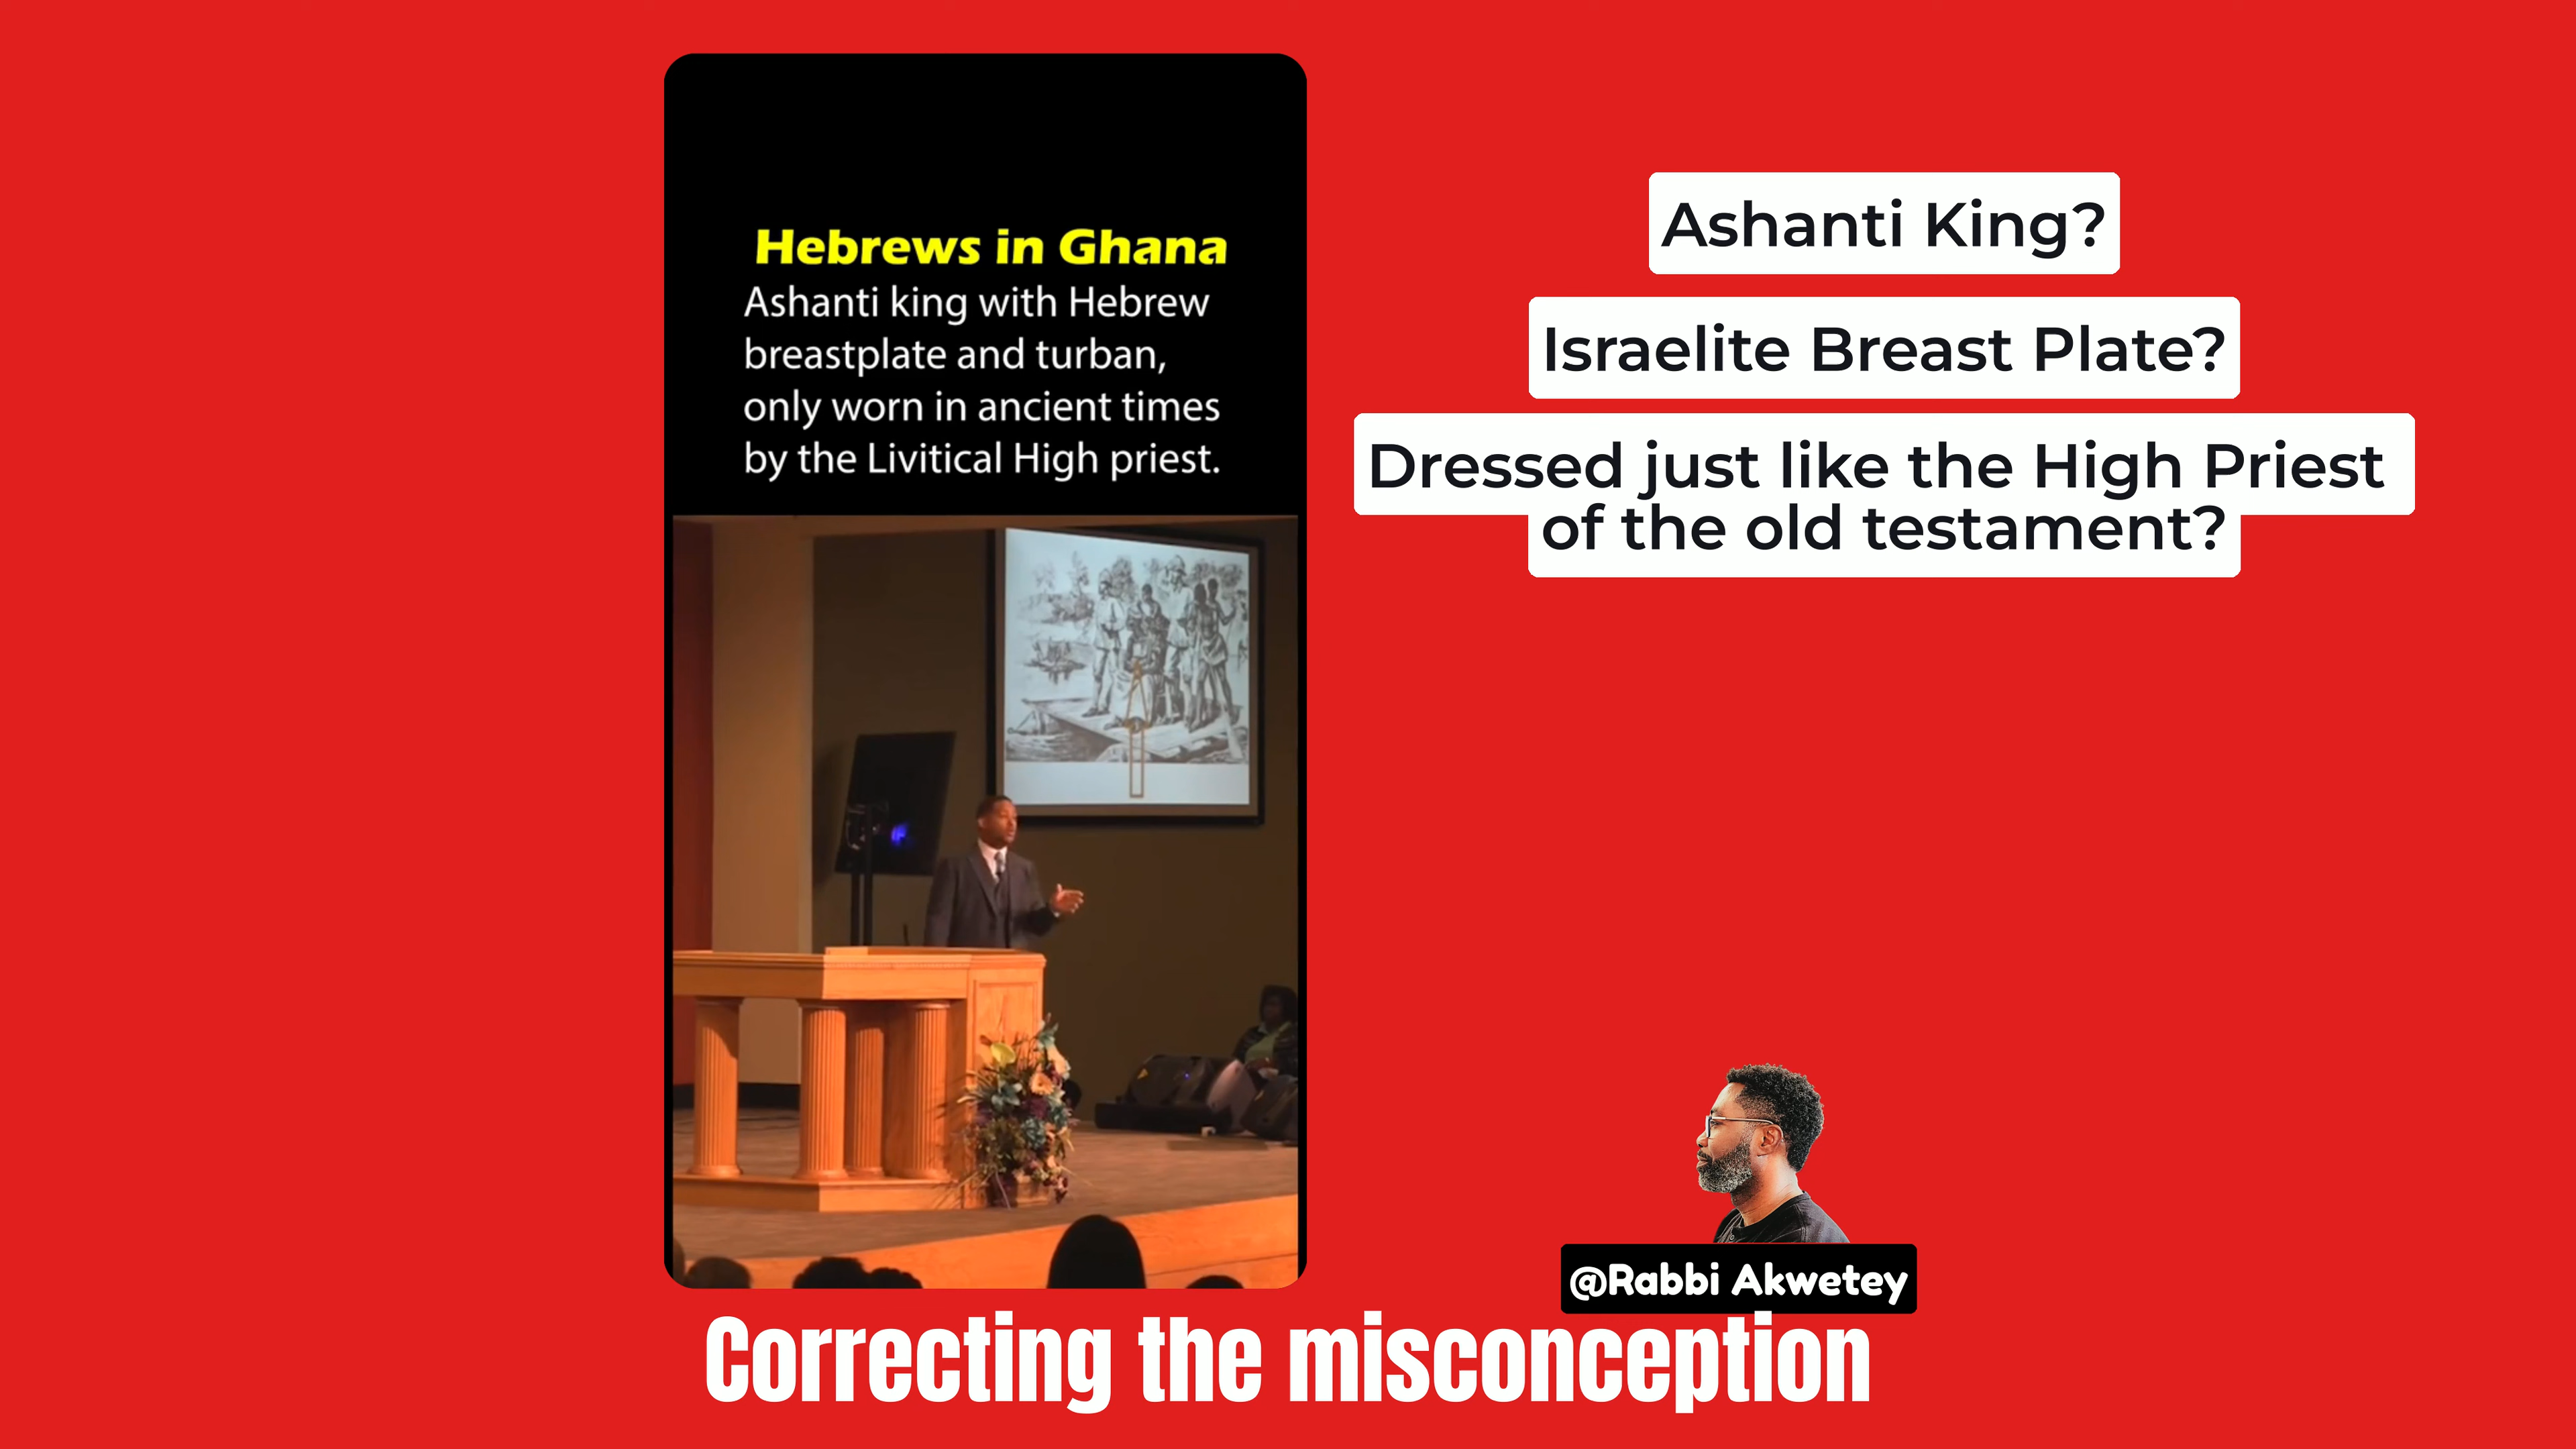 Hebrews in Ghana
Ashanti king with Hebrew
breastplate and turban,
only worn in ancient times
by the Livitical High priest.
Ashanti King?
Israelite Breast Plate?
Dressed just like the High Priest
of the old testament?
@Rabbi Akwetey
Correcting the misconception